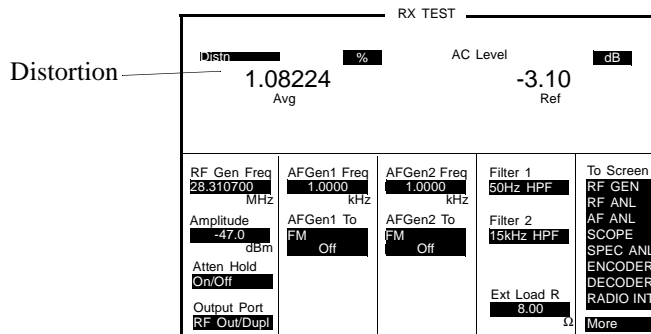 RX TEST
Distn % AC Level dB
Distortion
1.08224 -3.10
Avg Ref
RF Gen Freq AFGen1 Freq AFGen2 Freq Filter 1 To Screen
28.310700 1.0000 1.0000 50Hz HPF RF GEN
MHz kHz kHz RF ANL
Amplitude AFGen1 To AFGen2 To Filter 2 AF ANL
-47.0 FM FM 15kHz HPF SCOPE
dBm Off Off SPEC ANL
Atten Hold ENCODER
On/Off DECODER
Ext Load R RADIO INT
Output Port 8.00
RF Out/Dupl Ω More